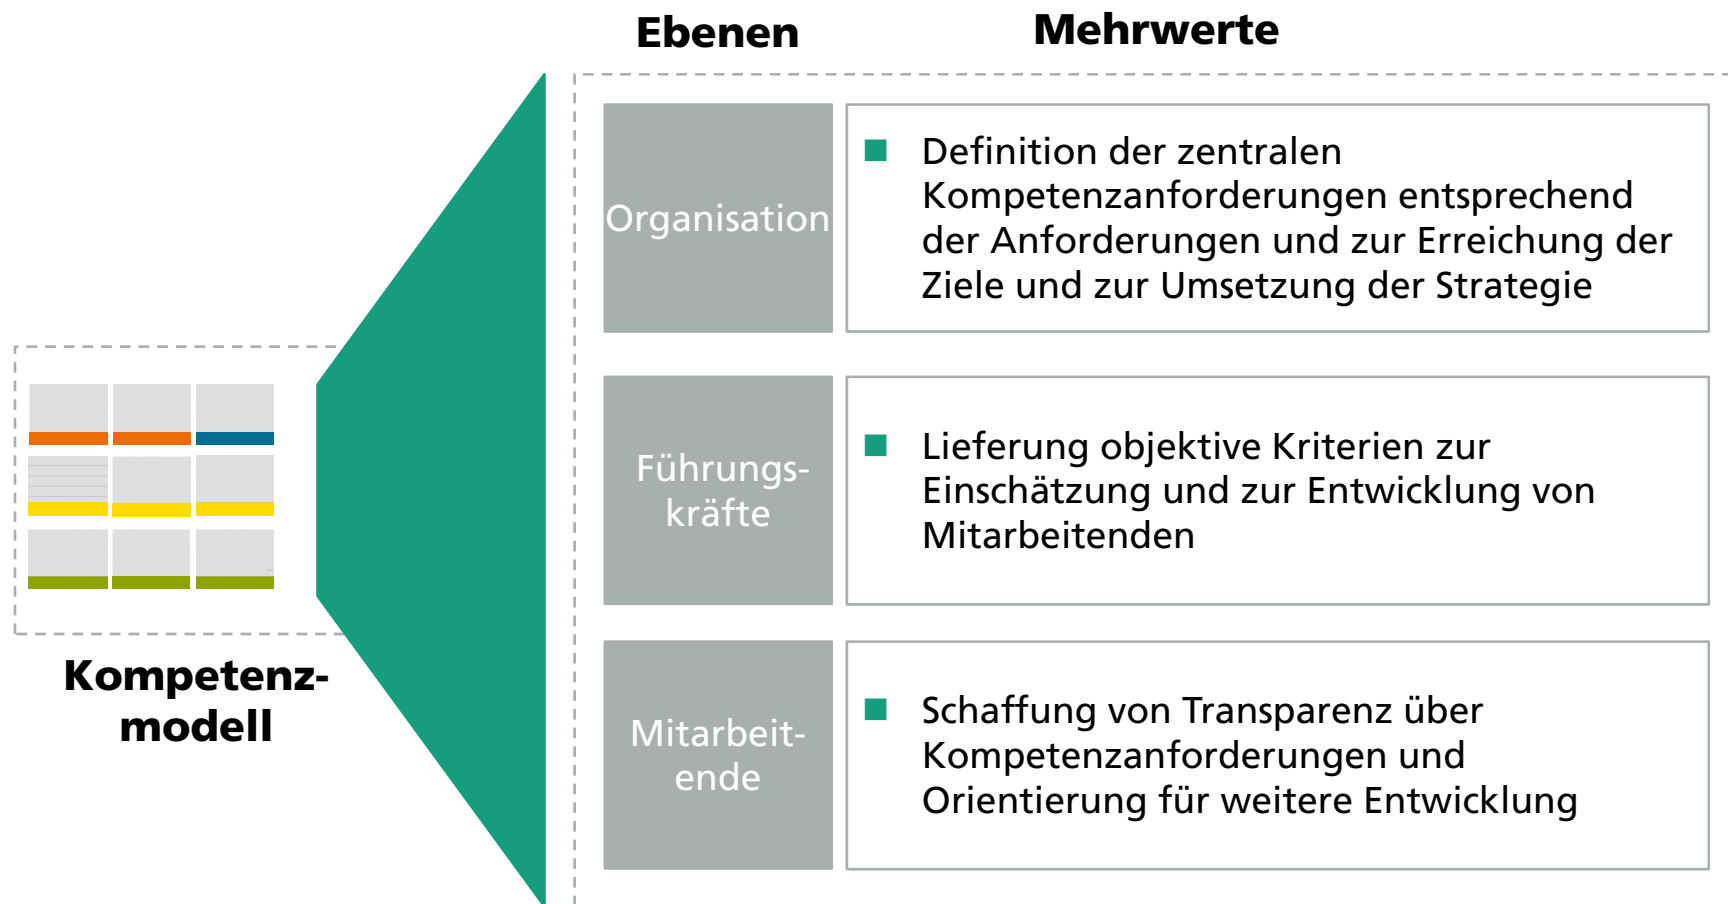 Ebenen
Mehrwerte
Organisation
Definition der zentralen
Kompetenzanforderungen entsprechend
der Anforderungen und zur Erreichung der
Ziele und zur Umsetzung der Strategie
Führungs-
kräfte
Lieferung objektive Kriterien zur
Einschätzung und zur Entwicklung von
Mitarbeitenden
Kompetenz-
modell
Mitarbeit-
ende
Schaffung von Transparenz über
Kompetenzanforderungen und
Orientierung für weitere Entwicklung